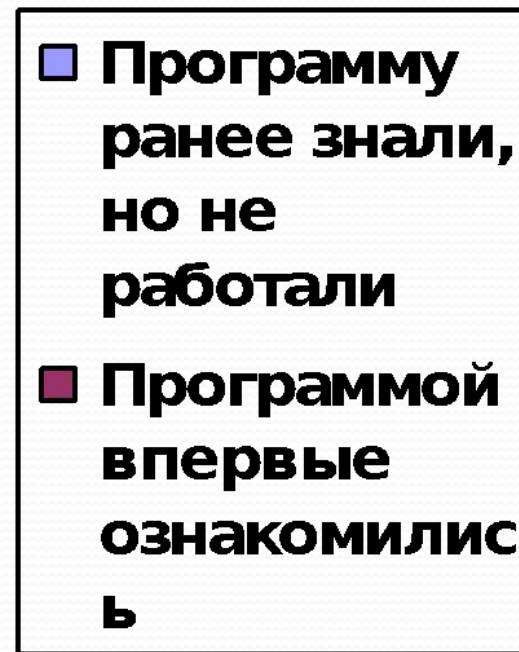 Программу
ранее знали,
но не
работали
Программой
впервые
ознакомилис
ь